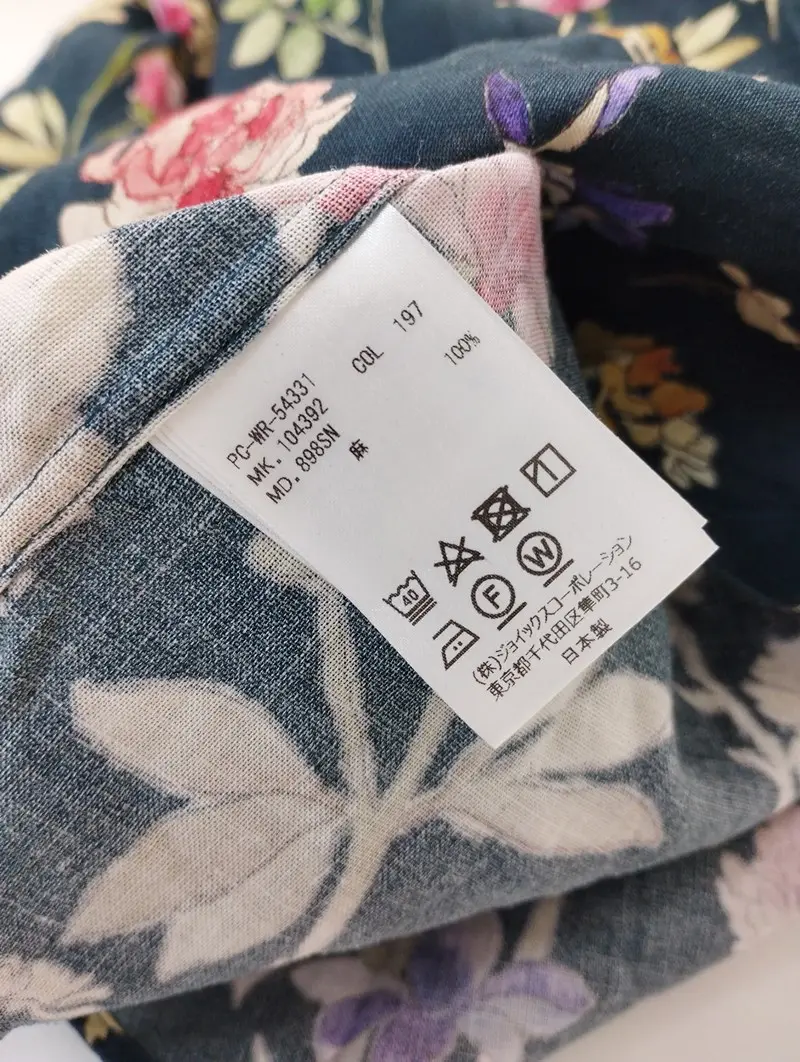 PC-WR-54331 COL 197
MK. 104392
MD. 898SN
麻 100%
40
F W
(株)ジョイックスコーポレーション
東京都千代田区隼町3-16
日本製